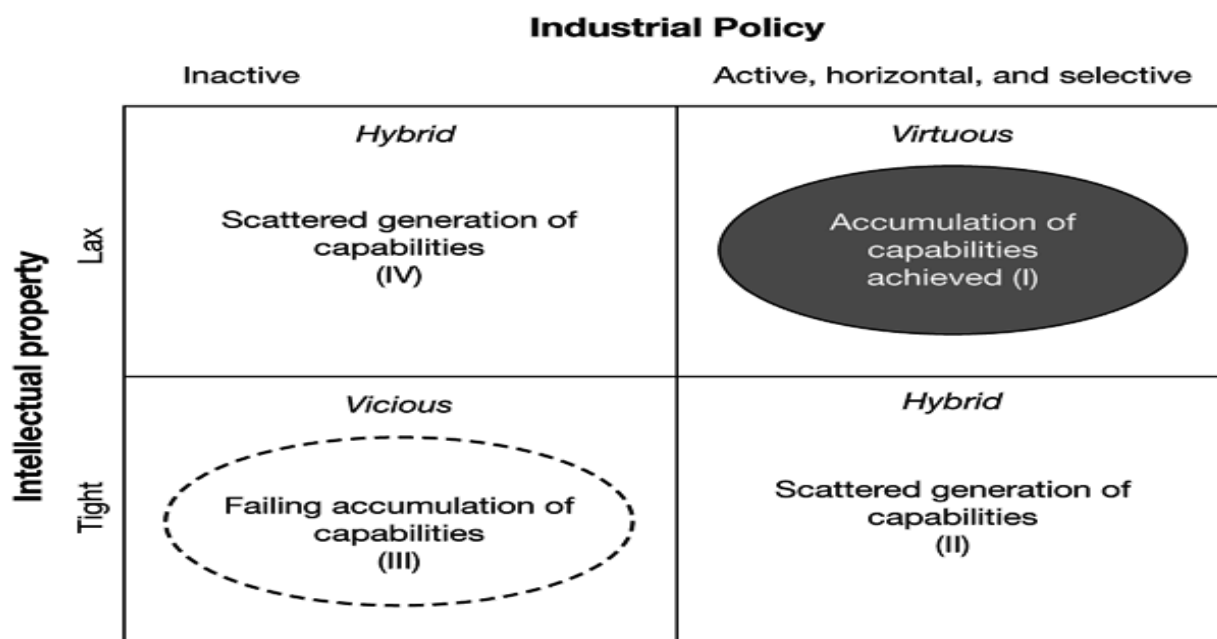 Industrial Policy
Inactive
Active, horizontal, and selective
Intellectual property
Lax
Hybrid
Scattered generation of
capabilities
(IV)
Virtuous
Accumulation of
capabilities
achieved (I)
Tight
Vicious
Failing accumulation of
capabilities
(III)
Hybrid
Scattered generation of
capabilities
(II)